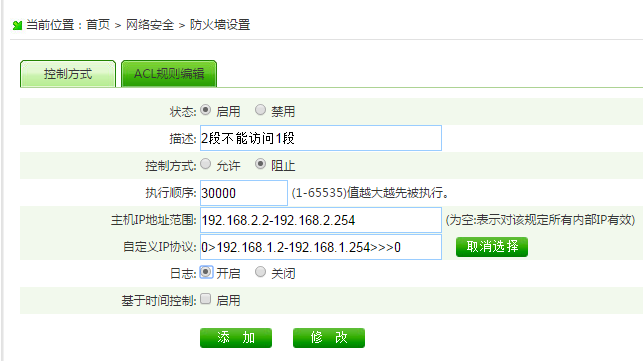 当前位置：首页 > 网络安全 > 防火墙设置
控制方式 ACL规则编辑
状态: 启用 禁用
描述: 2段不能访问1段
控制方式: 允许 阻止
执行顺序: 30000 (1-65535)值越大越先被执行。
主机IP地址范围: 192.168.2.2-192.168.2.254 (为空:表示对该规定所有内部IP有效)
自定义IP协议: 0>192.168.1.2-192.168.1.254>>>0 取消选择
日志: 开启 关闭
基于时间控制: 启用
添 加 修 改